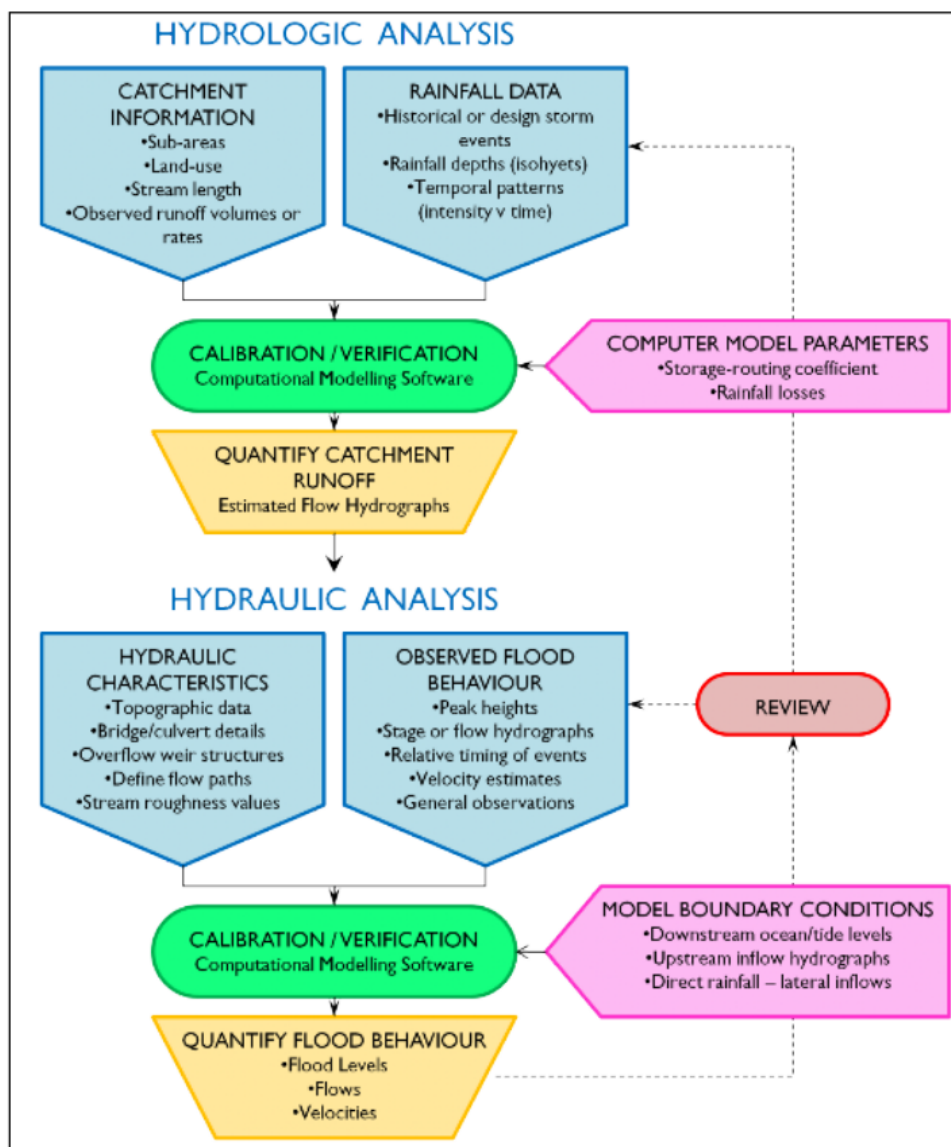 HYDROLOGIC ANALYSIS
CATCHMENT
INFORMATION
•Sub-areas
•Land-use
•Stream length
•Observed runoff volumes or
rates
RAINFALL DATA
•Historical or design storm
events
•Rainfall depths (isohyets)
•Temporal patterns
(intensity v time)
CALIBRATION / VERIFICATION
Computational Modelling Software
COMPUTER MODEL PARAMETERS
•Storage-routing coefficient
•Rainfall losses
QUANTIFY CATCHMENT
RUNOFF
Estimated Flow Hydrographs
HYDRAULIC ANALYSIS
HYDRAULIC
CHARACTERISTICS
•Topographic data
•Bridge/culvert details
•Overflow weir structures
•Define flow paths
•Stream roughness values
OBSERVED FLOOD
BEHAVIOUR
•Peak heights
•Stage or flow hydrographs
•Relative timing of events
•Velocity estimates
•General observations
REVIEW
CALIBRATION / VERIFICATION
Computational Modelling Software
MODEL BOUNDARY CONDITIONS
•Downstream ocean/tide levels
•Upstream inflow hydrographs
•Direct rainfall – lateral inflows
QUANTIFY FLOOD BEHAVIOUR
•Flood Levels
•Flows
•Velocities